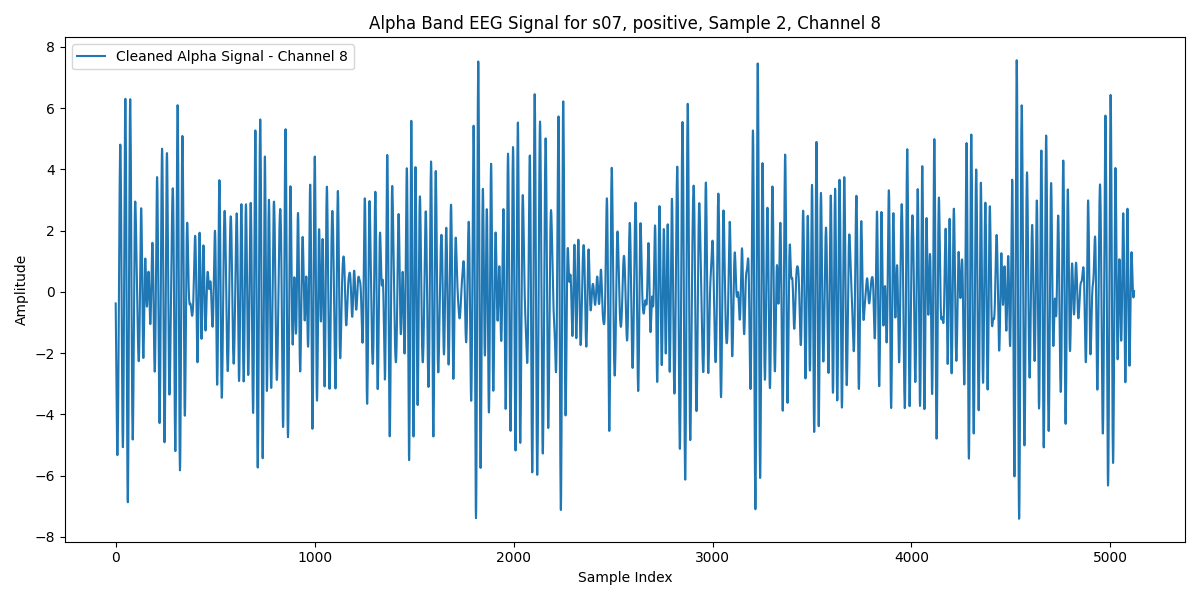 Alpha Band EEG Signal for s07, positive, Sample 2, Channel 8
Cleaned Alpha Signal - Channel 8
8
6
4
2
0
−2
−4
−6
−8
Amplitude
0 1000 2000 3000 4000 5000
Sample Index